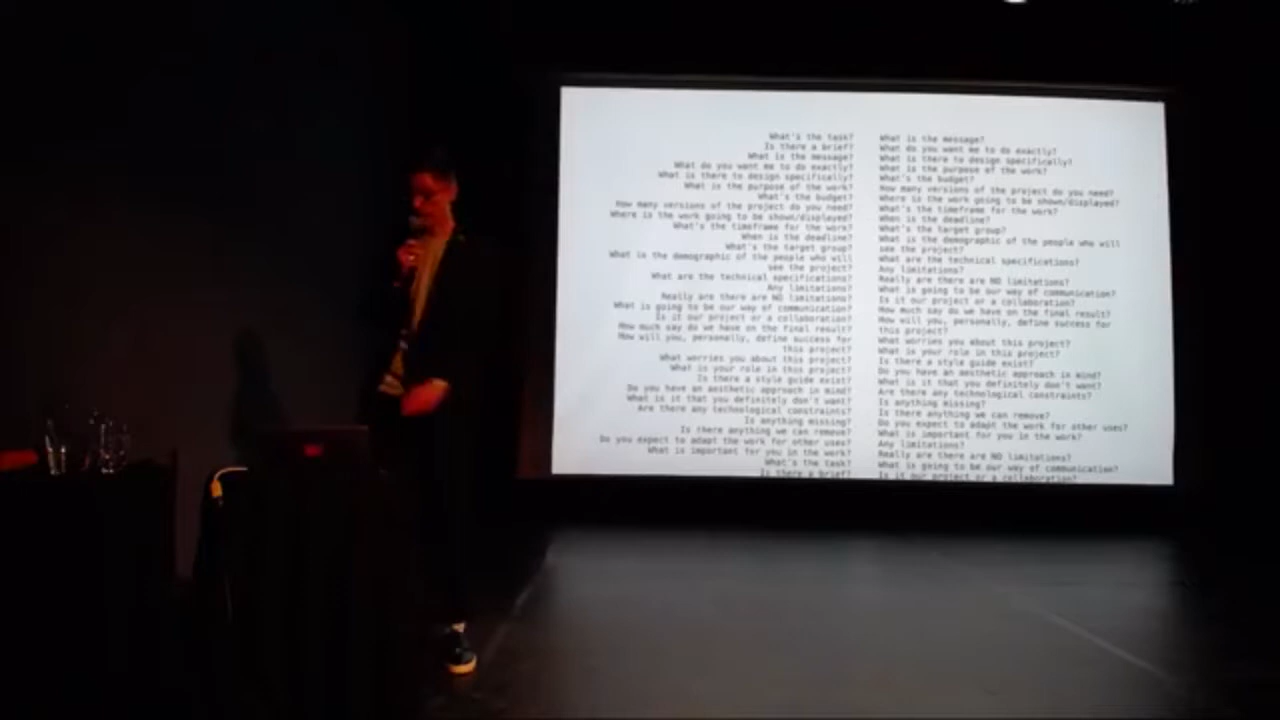 What's the task?
Is there a brief?
What is the message?
What do you want me to do exactly?
What is there to design specifically?
What is the purpose of the work?
What's the budget?
How many versions of the project do you need?
Where is the work going to be shown/displayed?
What's the timeframe for the work?
When is the deadline?
What's the target group?
What is the demographic of the people who will
see the project?
What are the technical specifications?
Any limitations?
Really are there are NO limitations?
What is going to be our way of communication?
Is it our project or a collaboration?
How much say do we have on the final result?
How will you, personally, define success for
this project?
What worries you about this project?
What is your role in this project?
Is there a style guide exist?
Do you have an aesthetic approach in mind?
What is it that you definitely don't want?
Are there any technological constraints?
Is anything missing?
Is there anything we can remove?
Do you expect to adapt the work for other uses?
What is important for you in the work?
What's the task?
Is there a brief?
What is the message?
What do you want me to do exactly?
What is there to design specifically?
What is the purpose of the work?
What's the budget?
How many versions of the project do you need?
Where is the work going to be shown/displayed?
What's the timeframe for the work?
When is the deadline?
What's the target group?
What is the demographic of the people who will
see the project?
What are the technical specifications?
Any limitations?
Really are there are NO limitations?
What is going to be our way of communication?
Is it our project or a collaboration?
How much say do we have on the final result?
How will you, personally, define success for
this project?
What worries you about this project?
What is your role in this project?
Is there a style guide exist?
Do you have an aesthetic approach in mind?
What is it that you definitely don't want?
Are there any technological constraints?
Is anything missing?
Is there anything we can remove?
Do you expect to adapt the work for other uses?
What is important for you in the work?
Any limitations?
Really are there are NO limitations?
What is going to be our way of communication?
Is it our project or a collaboration?